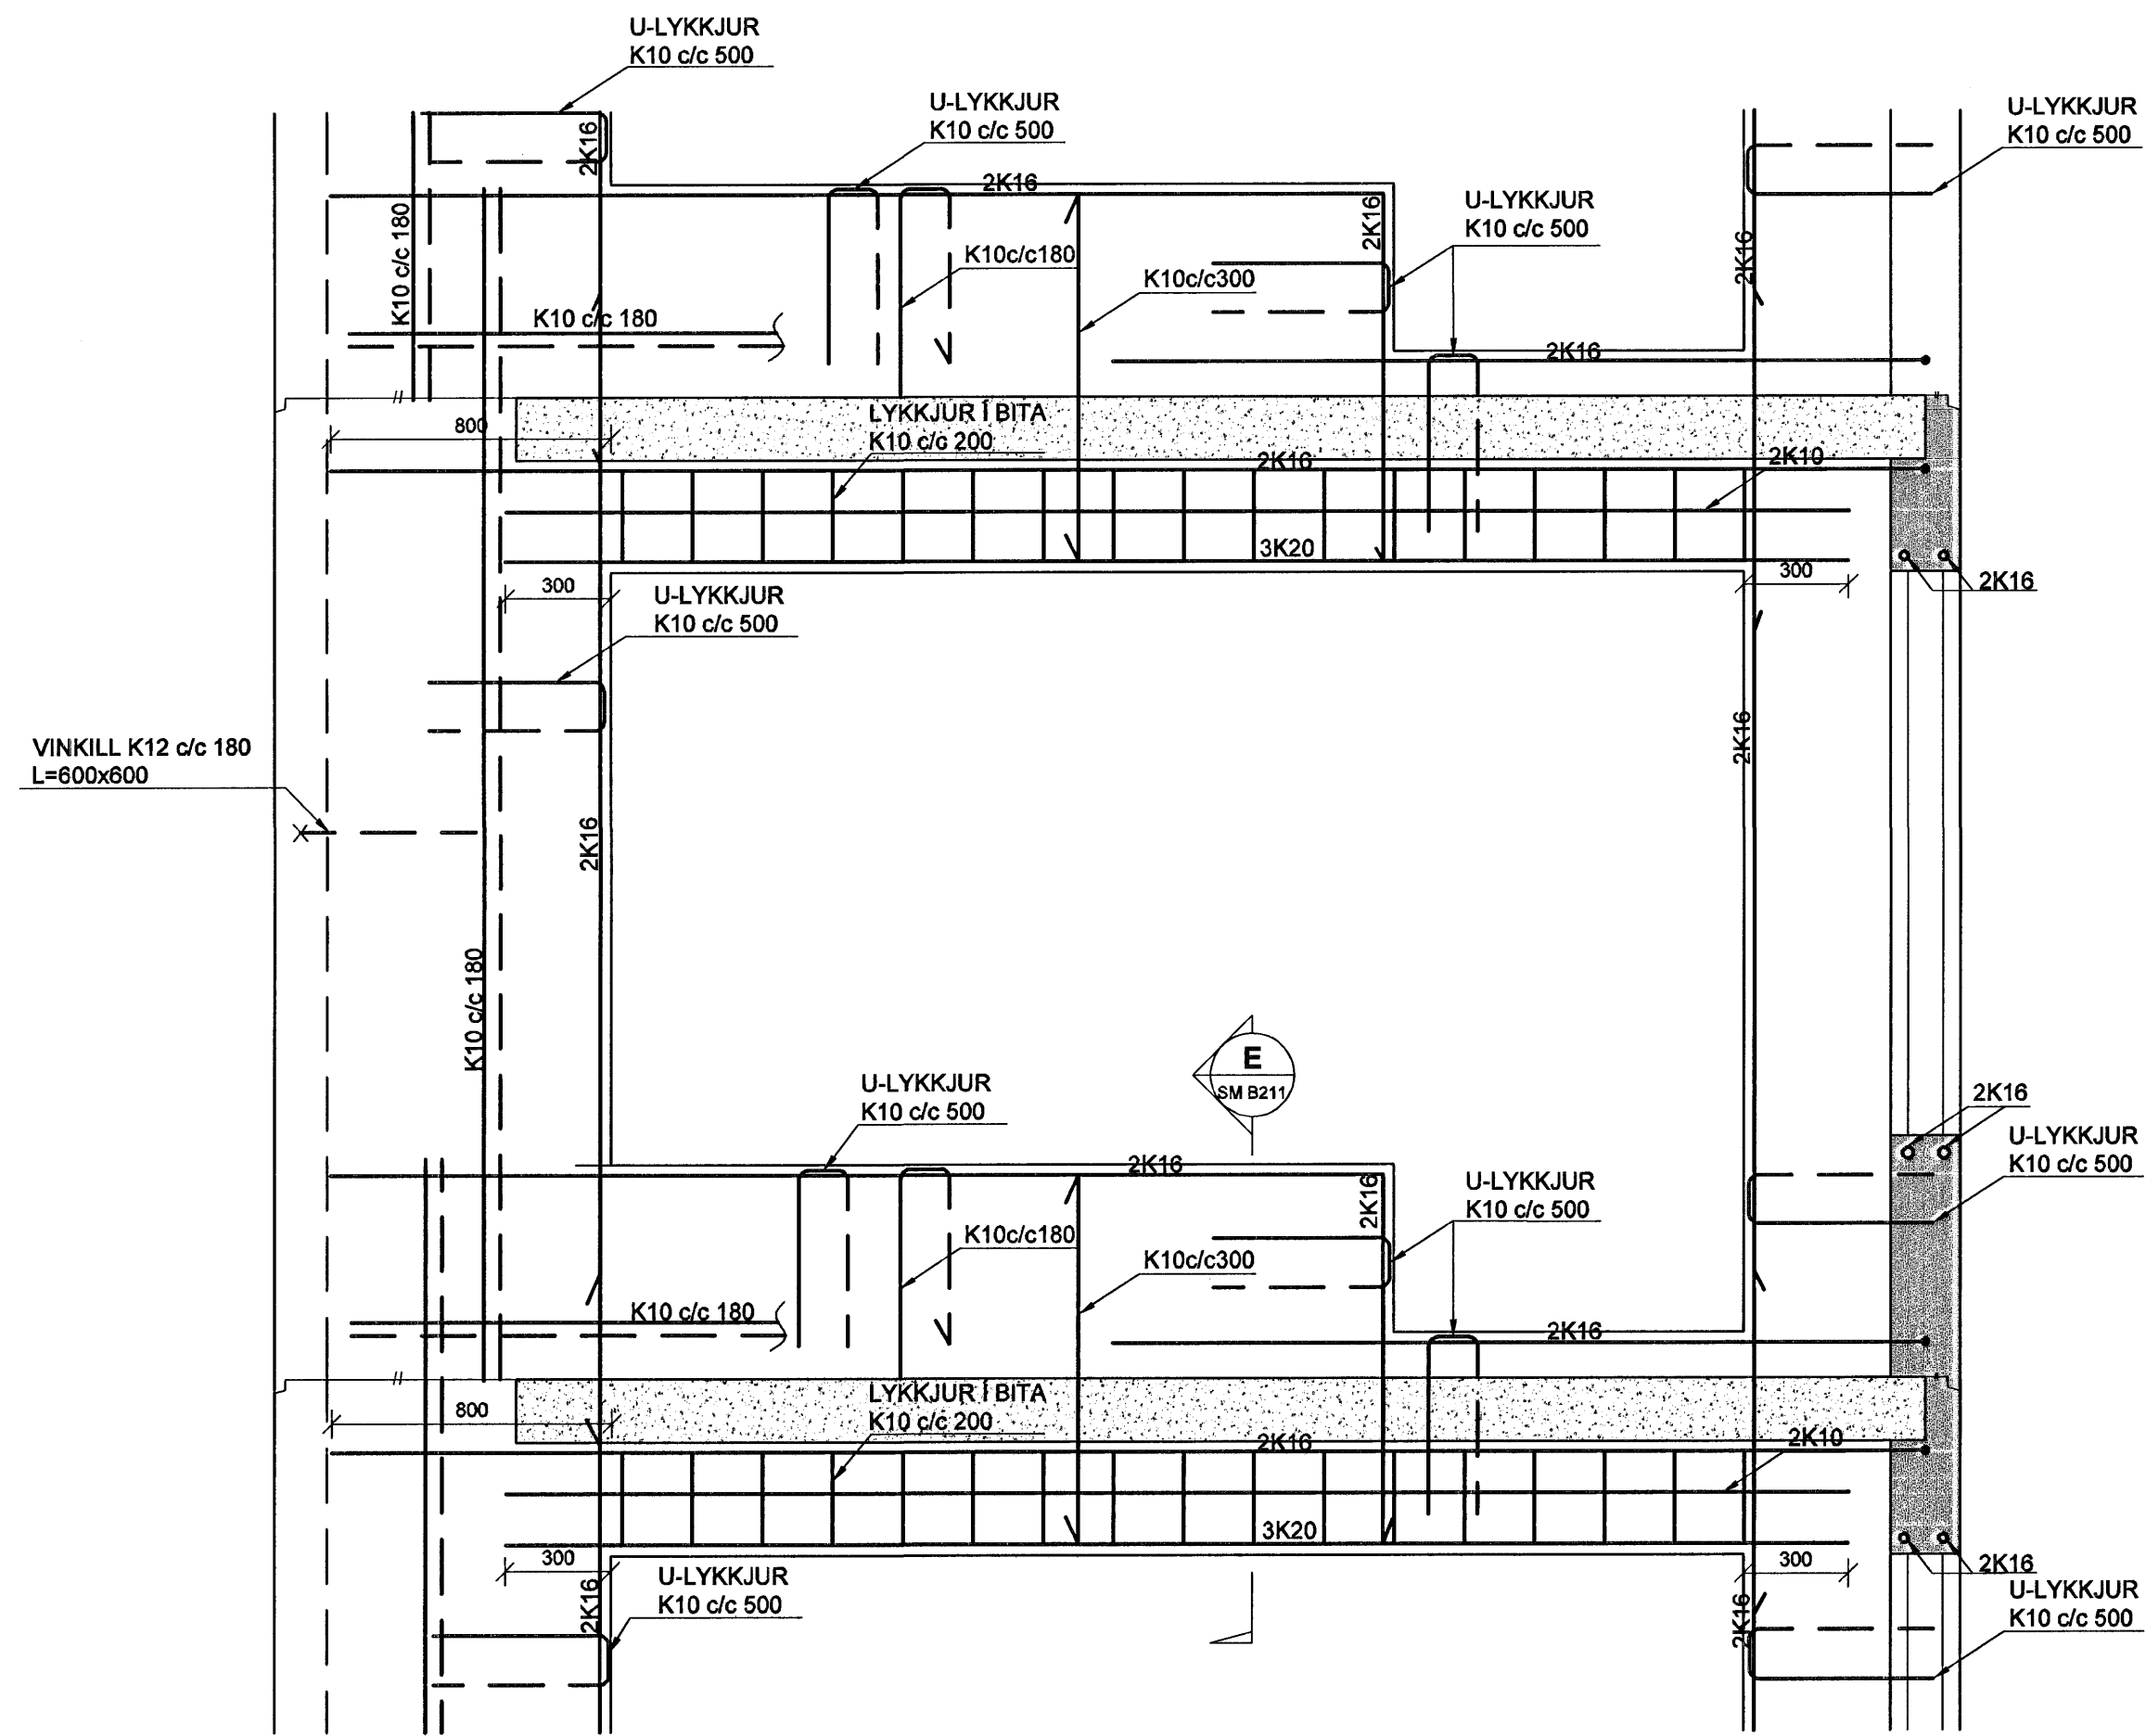 U-LYKKJUR
K10 c/c 500
U-LYKKJUR
K10 c/c 500
U-LYKKJUR
K10 c/c 500
2K16
2K16
U-LYKKJUR
K10 c/c 500
2K16
2K16
K10 c/c 180
K10c/c180
K10c/c300
K10 c/c 180
2K16
LYKKJUR Í BITA
K10 c/c 200
800
2K16
2K10
3K20
300
300
2K16
U-LYKKJUR
K10 c/c 500
2K16
VINKILL K12 c/c 180
L=600x600
2K16
K10 c/c 180
E
SM B211
U-LYKKJUR
K10 c/c 500
2K16
U-LYKKJUR
K10 c/c 500
2K16
2K16
U-LYKKJUR
K10 c/c 500
K10c/c180
K10c/c300
K10 c/c 180
2K16
LYKKJUR Í BITA
K10 c/c 200
800
2K16
2K10
3K20
300
300
2K16
U-LYKKJUR
K10 c/c 500
2K16
2K16
U-LYKKJUR
K10 c/c 500